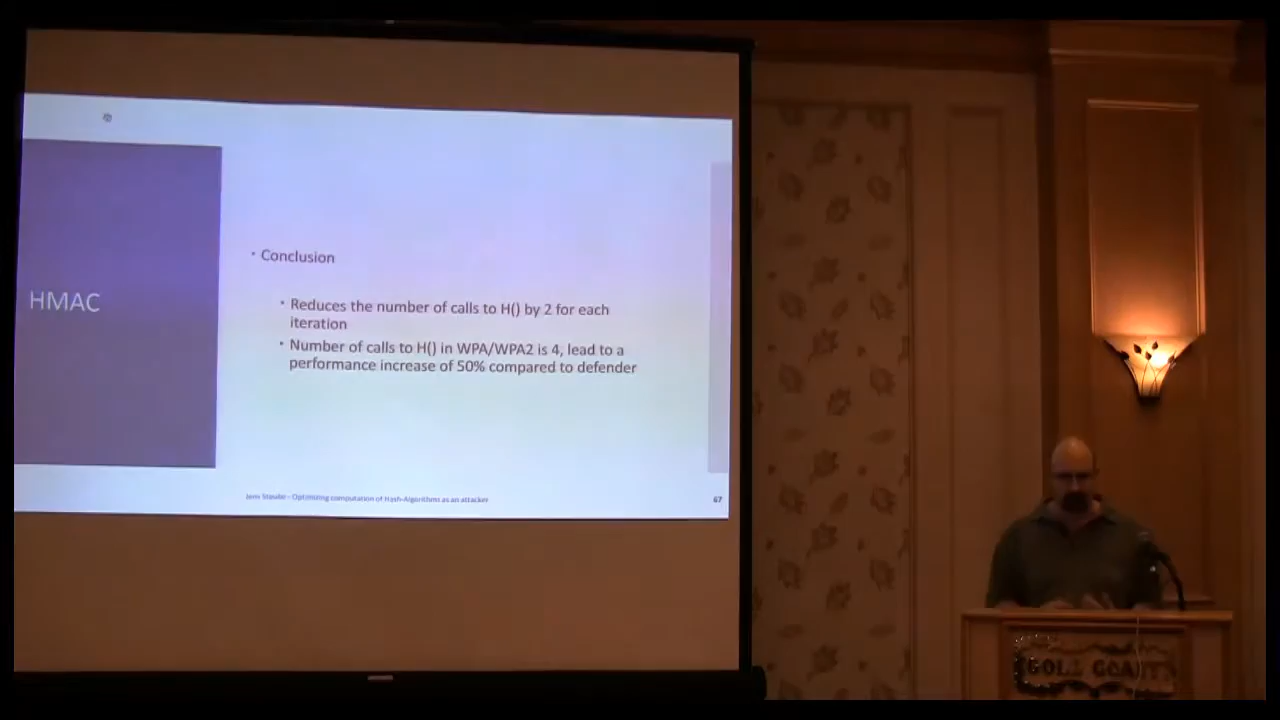 HMAC
• Conclusion
• Reduces the number of calls to H() by 2 for each
iteration
• Number of calls to H() in WPA/WPA2 is 4, lead to a
performance increase of 50% compared to defender
Jens Steube - Optimizing computation of Hash-Algorithms as an attacker
67
GOLD COAST